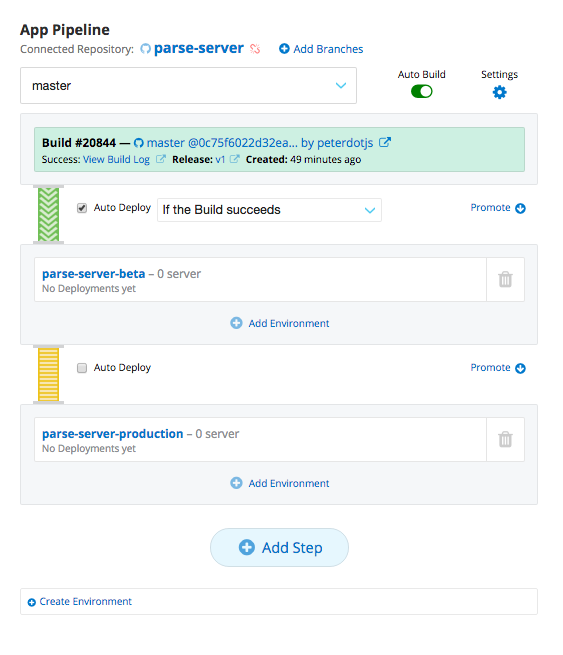 App Pipeline
Connected Repository: parse-server Add Branches
master
Auto Build
Settings
Build #20844 — master @0c75f6022d32ea... by peterdotjs
Success: View Build Log Release: v1 Created: 49 minutes ago
Auto Deploy If the Build succeeds Promote
parse-server-beta – 0 server
No Deployments yet
Add Environment
Auto Deploy Promote
parse-server-production – 0 server
No Deployments yet
Add Environment
Add Step
Create Environment